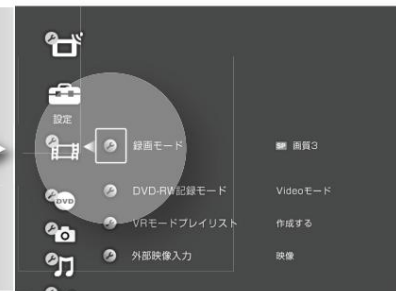 設定
録画モード
SP 画質3
DVD-RW記録モード
Videoモード
DVD
VRモードプレイリスト
作成する
外部映像入力
映像